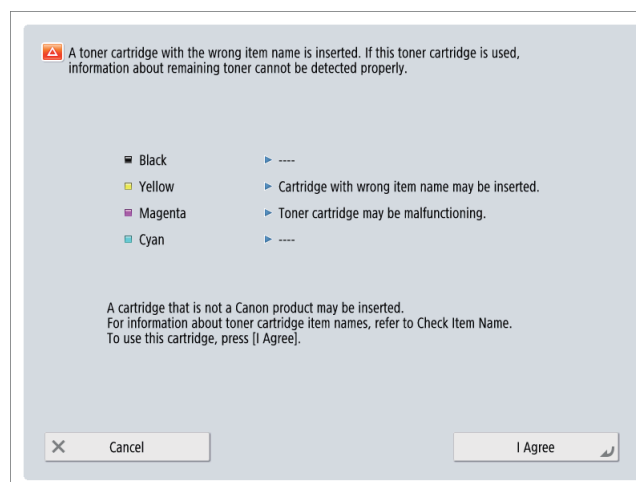 A toner cartridge with the wrong item name is inserted. If this toner cartridge is used,
information about remaining toner cannot be detected properly.
Black ----
Yellow Cartridge with wrong item name may be inserted.
Magenta Toner cartridge may be malfunctioning.
Cyan ----
A cartridge that is not a Canon product may be inserted.
For information about toner cartridge item names, refer to Check Item Name.
To use this cartridge, press [I Agree].
Cancel I Agree